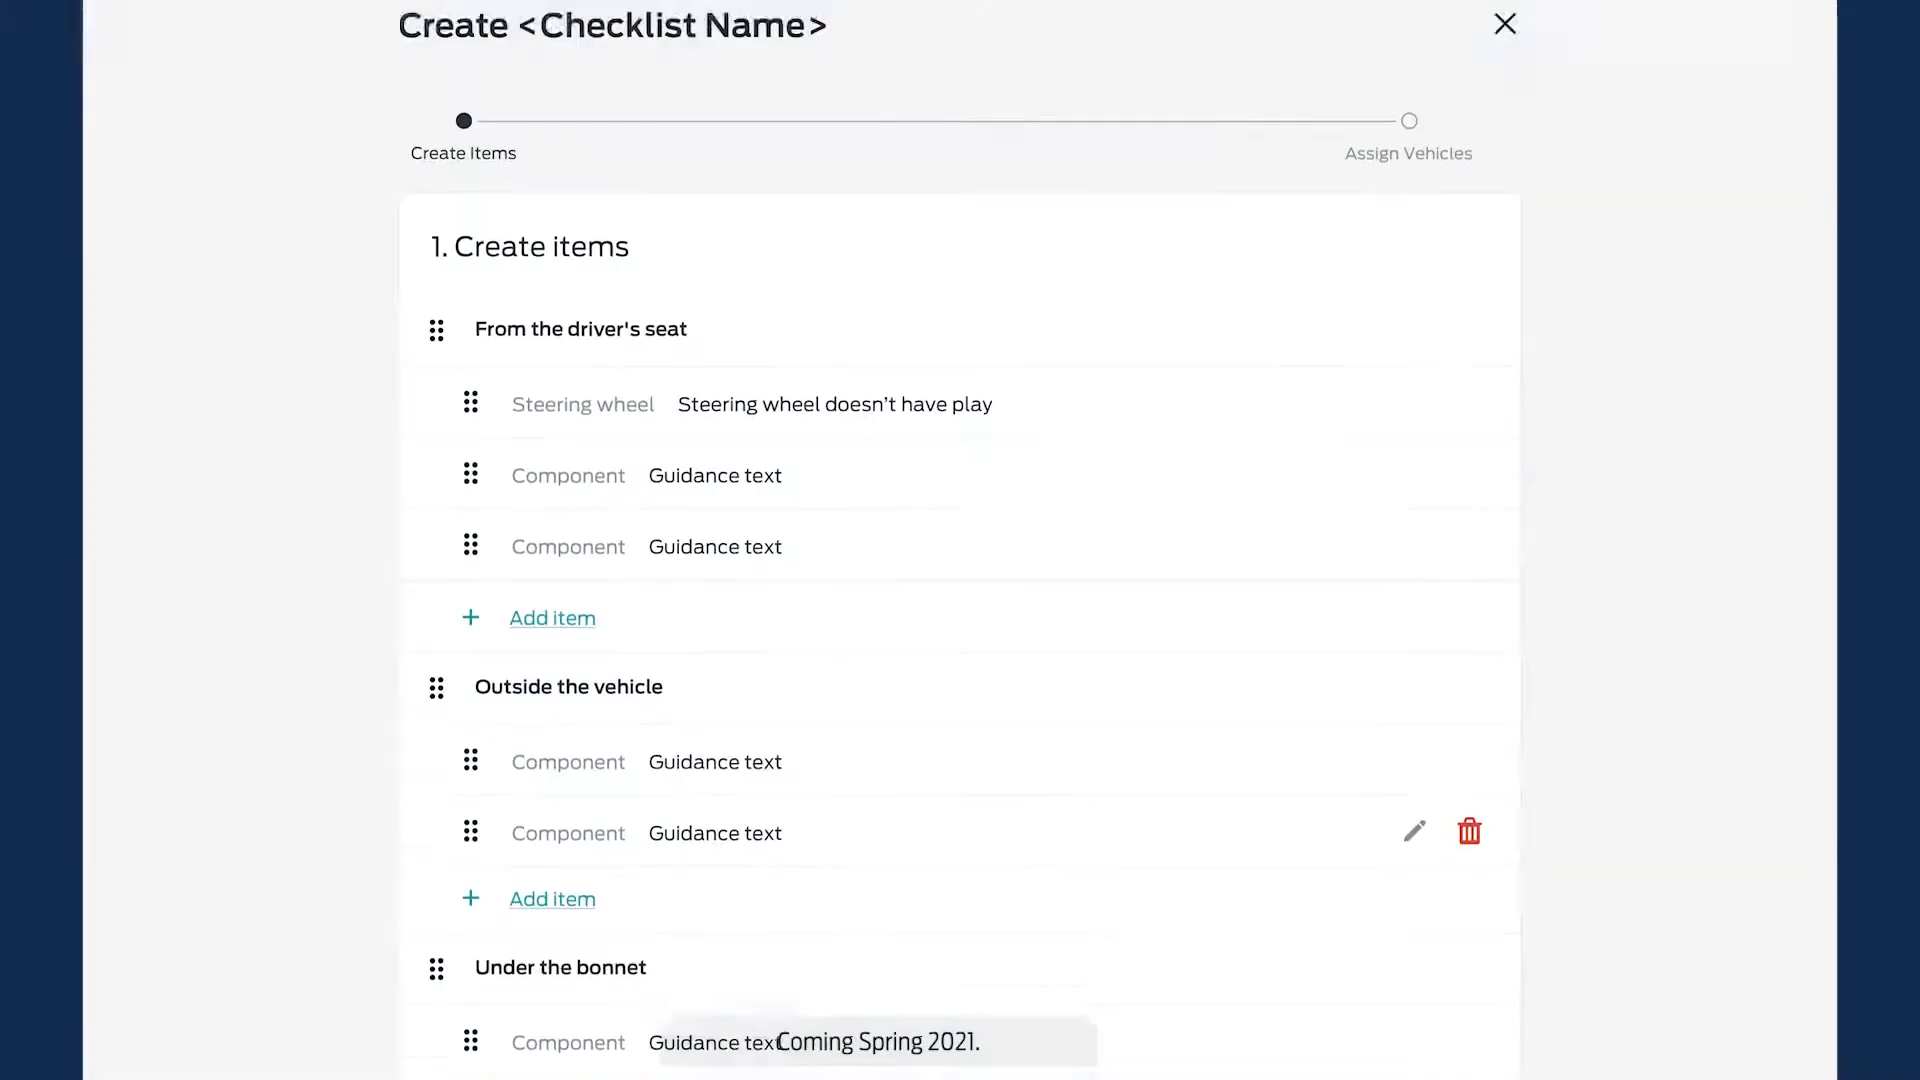 Create <Checklist Name>
Create Items
Assign Vehicles
1. Create items
From the driver's seat
Steering wheel Steering wheel doesn’t have play
Component Guidance text
Component Guidance text
+ Add item
Outside the vehicle
Component Guidance text
Component Guidance text
+ Add item
Under the bonnet
Component Guidance text
Coming Spring 2021.